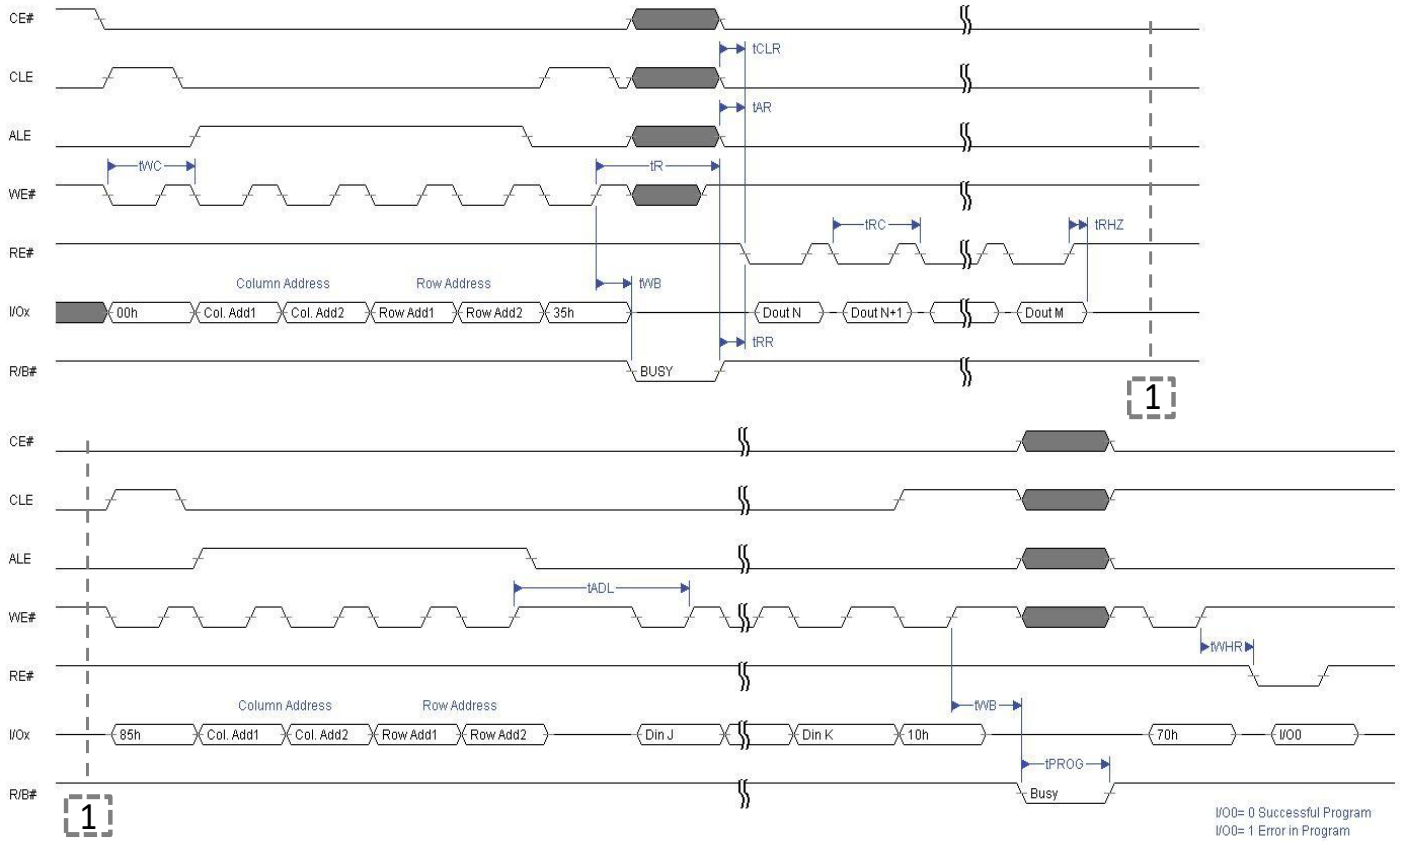 CE#
tCLR
CLE
tAR
ALE
tWC
tR
WE#
tRC
tRHZ
RE#
Column Address
Row Address
tWB
I/Ox
00h
Col. Add1
Col. Add2
Row Add1
Row Add2
35h
Dout N
Dout N+1
Dout M
tRR
R/B#
BUSY
1
CE#
CLE
ALE
tADL
WE#
tWHR
RE#
Column Address
Row Address
tWB
I/Ox
85h
Col. Add1
Col. Add2
Row Add1
Row Add2
Din J
Din K
10h
70h
I/O0
tPROG
R/B#
Busy
1
I/O0= 0 Successful Program
I/O0= 1 Error in Program